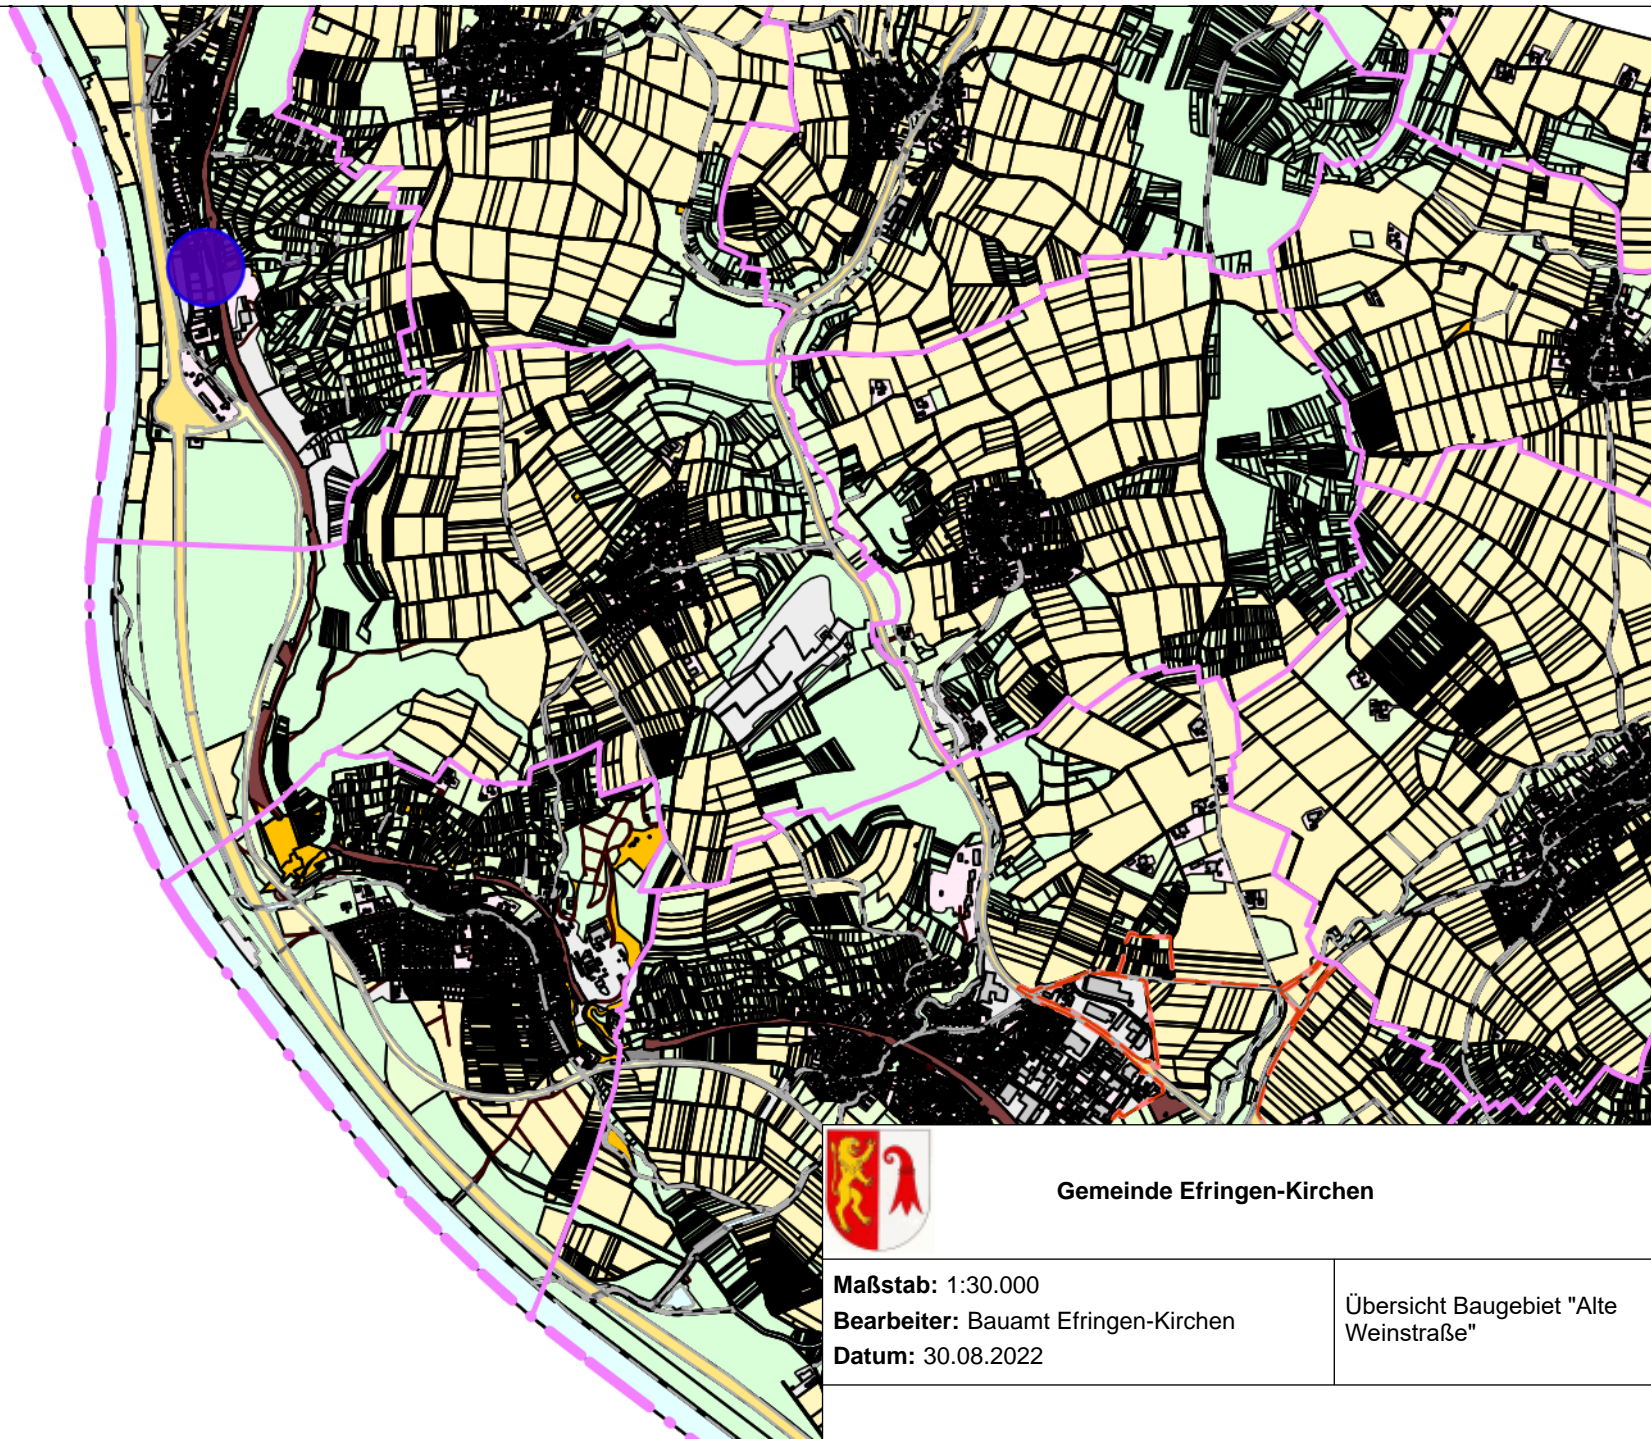 Gemeinde Efringen-Kirchen
Maßstab: 1:30.000
Bearbeiter: Bauamt Efringen-Kirchen
Datum: 30.08.2022
Übersicht Baugebiet "Alte
Weinstraße"